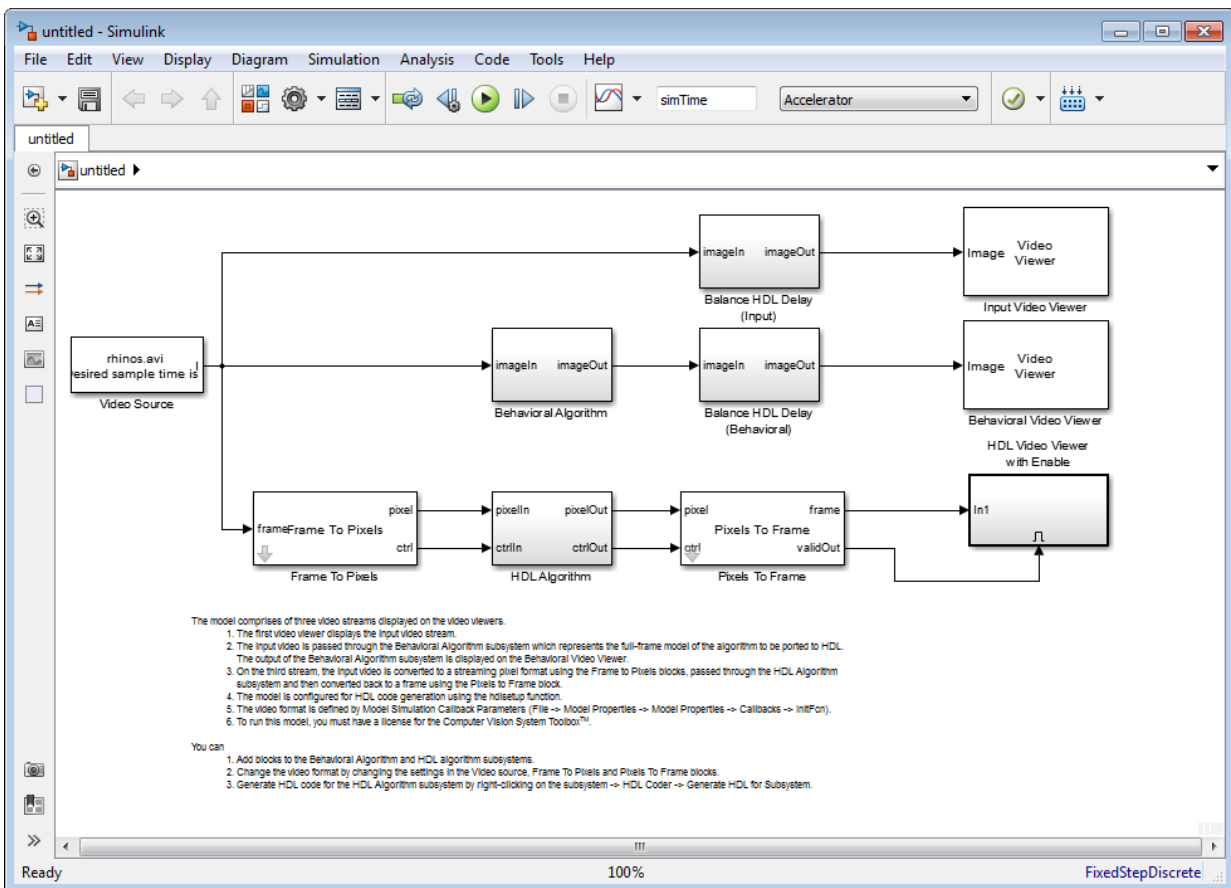 untitled - Simulink
File Edit View Display Diagram Simulation Analysis Code Tools Help
simTime Accelerator
untitled
untitled
imageIn imageOut
Balance HDL Delay
(Input)
Image Video
Viewer
Input Video Viewer
rhinos.avi I
esired sample time is
Video Source
imageIn imageOut
Behavioral Algorithm
imageIn imageOut
Balance HDL Delay
(Behavioral)
Image Video
Viewer
Behavioral Video Viewer
HDL Video Viewer
with Enable
In1
frame Frame To Pixels
pixel
ctrl
Frame To Pixels
pixelIn pixelOut
ctrlIn ctrlOut
HDL Algorithm
pixel frame
Pixels To Frame
ctrl validOut
Pixels To Frame
The model comprises of three video streams displayed on the video viewers.
1. The first video viewer displays the input video stream.
2. The input video is passed through the Behavioral Algorithm subsystem which represents the full-frame model of the algorithm to be ported to HDL.
The output of the Behavioral Algorithm subsystem is displayed on the Behavioral Video Viewer.
3. On the third stream, the input video is converted to a streaming pixel format using the Frame to Pixels blocks, passed through the HDL Algorithm
subsystem and then converted back to a frame using the Pixels to Frame block.
4. The model is configured for HDL code generation using the hdlsetup function.
5. The video format is defined by Model Simulation Callback Parameters (File -> Model Properties -> Model Properties -> Callbacks -> InitFcn).
6. To run this model, you must have a license for the Computer Vision System Toolbox™.
You can
1. Add blocks to the Behavioral Algorithm and HDL algorithm subsystems.
2. Change the video format by changing the settings in the Video source, Frame To Pixels and Pixels To Frame blocks.
3. Generate HDL code for the HDL Algorithm subsystem by right-clicking on the subsystem -> HDL Coder -> Generate HDL for Subsystem.
Ready 100% FixedStepDiscrete